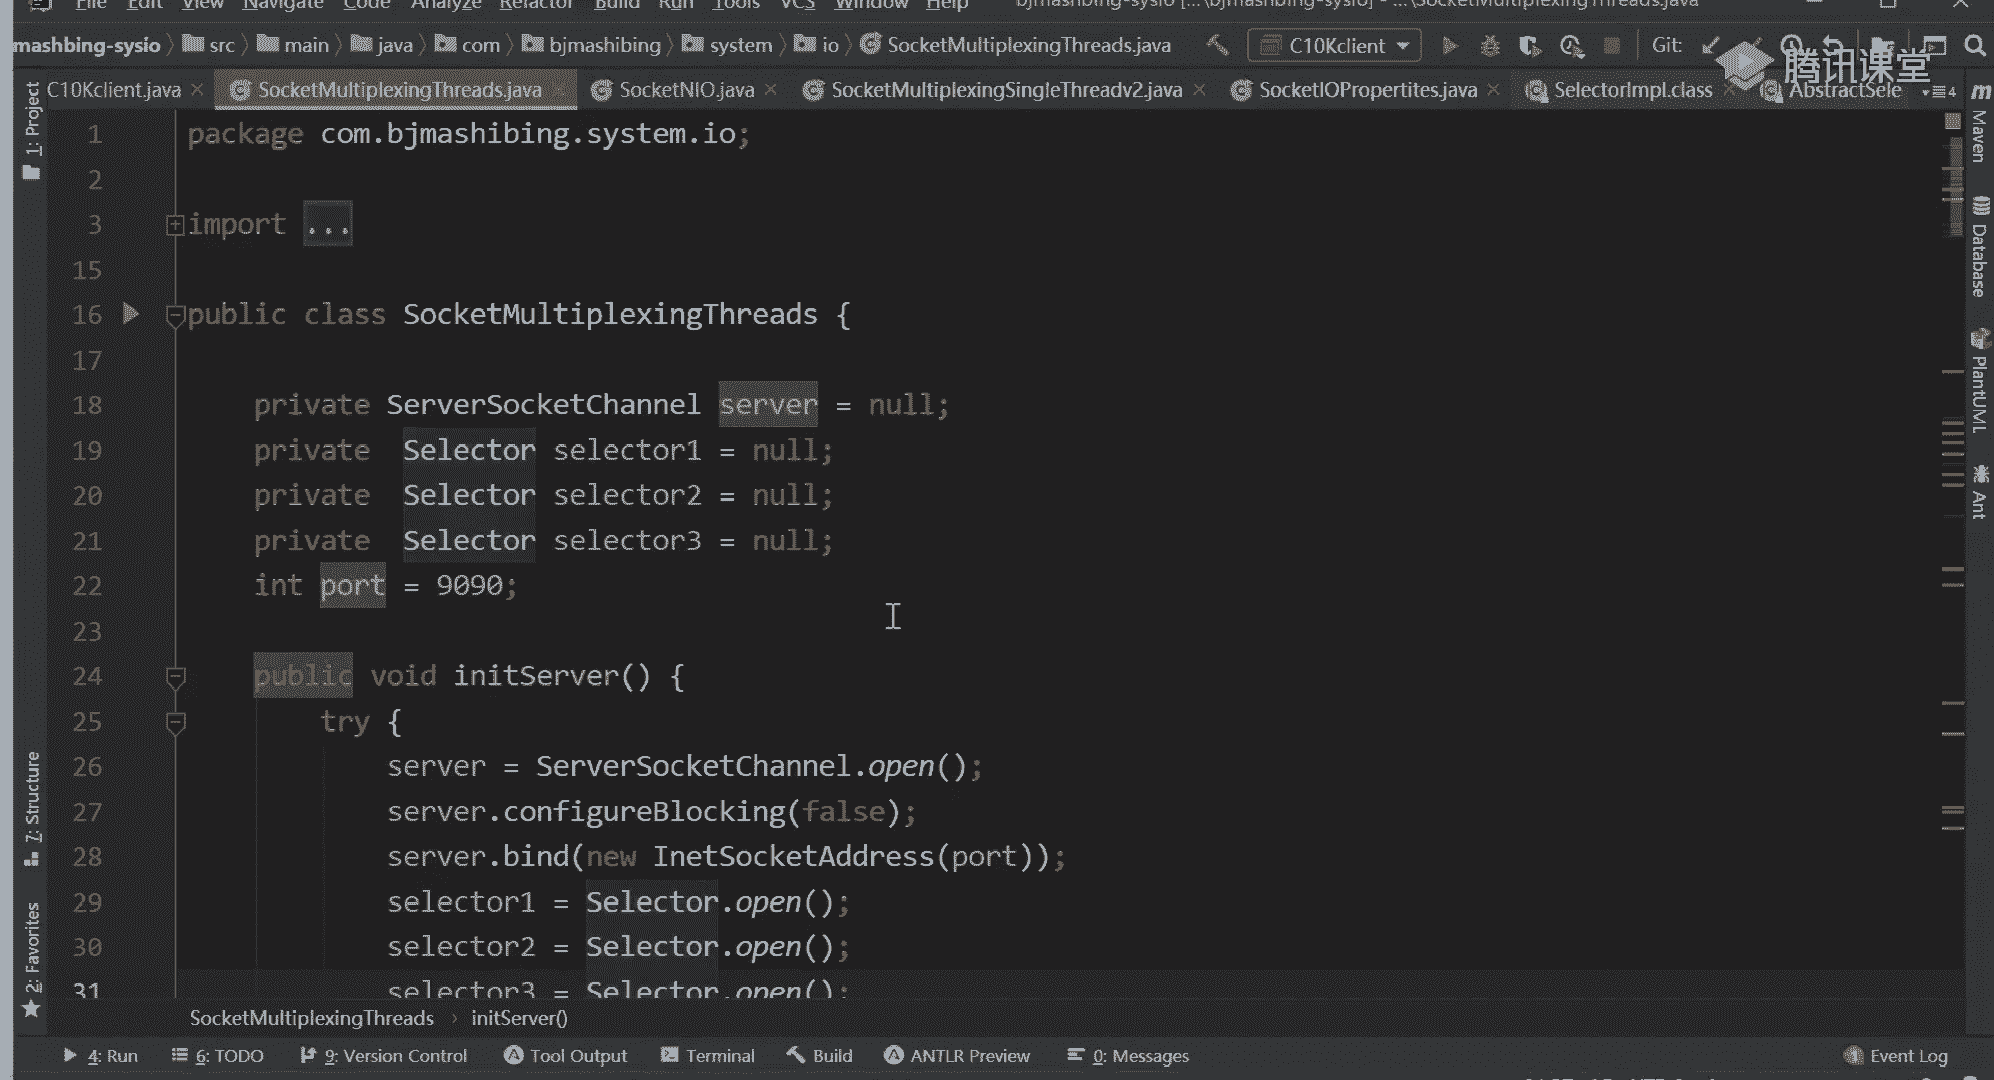 File Edit View Navigate Code Analyze Refactor Build Run Tools VCS Window Help bjmashibing-sysio [...\bjmashibing-sysio] - ...\SocketMultiplexingThreads.java
mashbing-sysio src main java com bjmashibing system io SocketMultiplexingThreads.java C10Kclient Git:
腾讯课堂
C10Kclient.java SocketMultiplexingThreads.java SocketNIO.java SocketMultiplexingSingleThreadv2.java SocketIOPropertites.java SelectorImpl.class AbstractSele 4
1: Project
7: Structure
2: Favorites
1 package com.bjmashibing.system.io;
2
3 import ...
15
16 public class SocketMultiplexingThreads {
17
18 private ServerSocketChannel server = null;
19 private Selector selector1 = null;
20 private Selector selector2 = null;
21 private Selector selector3 = null;
22 int port = 9090;
23
24 public void initServer() {
25 try {
26 server = ServerSocketChannel.open();
27 server.configureBlocking(false);
28 server.bind(new InetSocketAddress(port));
29 selector1 = Selector.open();
30 selector2 = Selector.open();
31 selector3 = Selector.open();
m Maven
Database
PlantUML
Ant
SocketMultiplexingThreads › initServer()
4: Run 6: TODO 9: Version Control Tool Output Terminal Build ANTLR Preview 0: Messages 1 Event Log